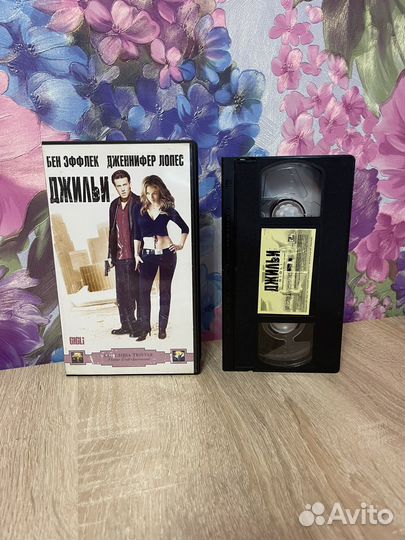 БЕН ЭФФЛЕК ДЖЕННИФЕР ЛОПЕС
ДЖИЛЬИ
GIGLi
COLUMBIA TRISTAR
ДЖИЛЬИ
Avito